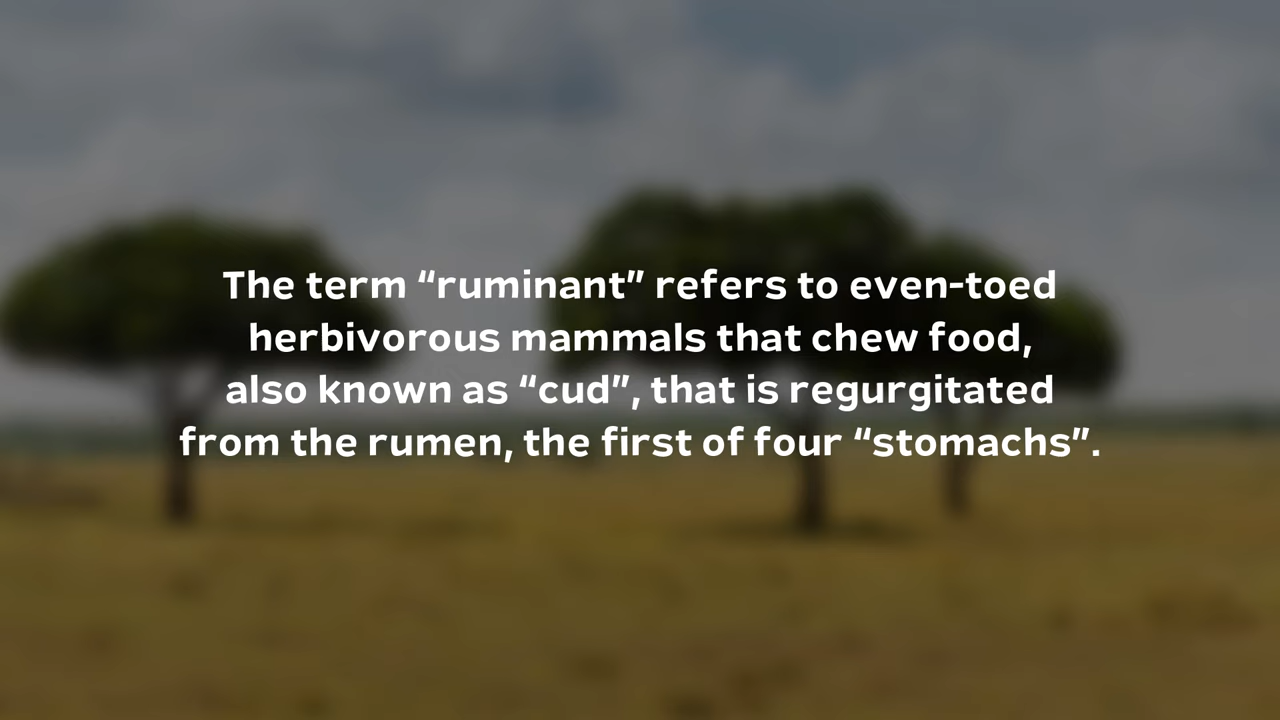 The term “ruminant” refers to even-toed
herbivorous mammals that chew food,
also known as “cud”, that is regurgitated
from the rumen, the first of four “stomachs”.